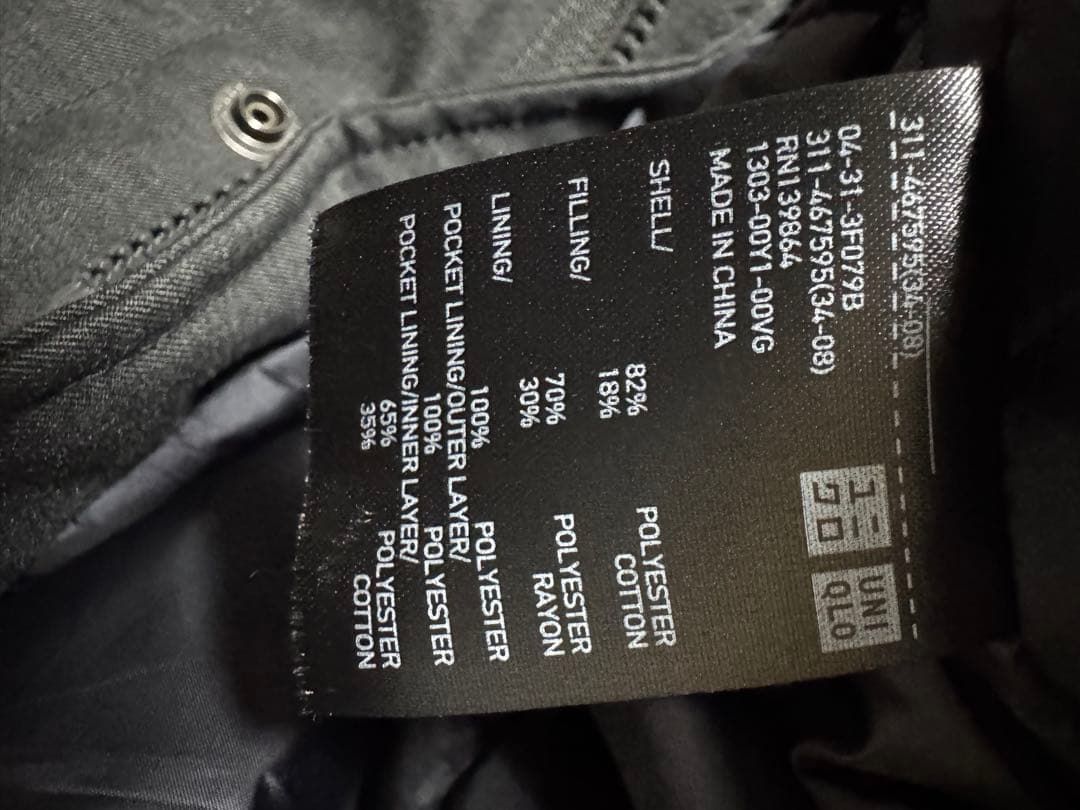 311-467595(34-08)
04-31-3F079B
311-467595(34-08)
RN139864
1303-00Y1-00VG
MADE IN CHINA
ユニ
クロ
UNI
QLO
SHELL/
82% POLYESTER
18% COTTON
FILLING/
70% POLYESTER
30% RAYON
LINING/
100% POLYESTER
POCKET LINING/OUTER LAYER/
100% POLYESTER
POCKET LINING/INNER LAYER/
65% POLYESTER
35% COTTON